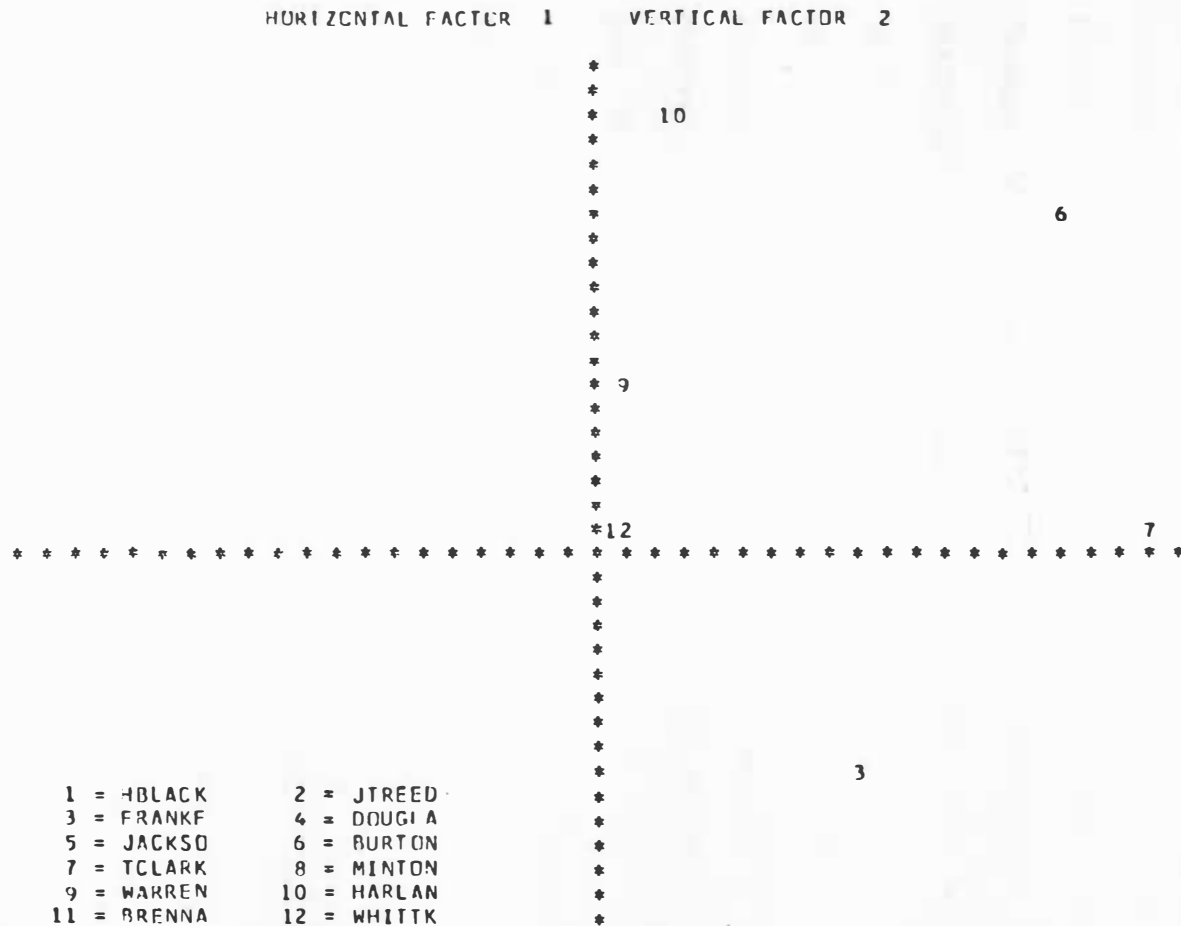 HORIZONTAL FACTOR 1 VERTICAL FACTOR 2
10
6
9
12 7
3
1 = HBLACK 2 = JTREED
3 = FRANKF 4 = DOUGLA
5 = JACKSO 6 = BURTON
7 = TCLARK 8 = MINTON
9 = WARREN 10 = HARLAN
11 = BRENNA 12 = WHITTK